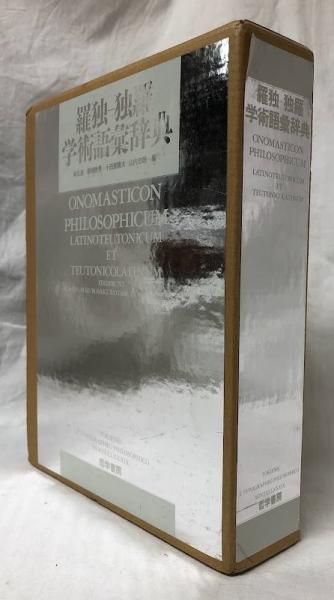 羅独-独羅
学術語彙辞典
ONOMASTICON
PHILOSOPHICUM
LATINOTEUTONICUM
ET
TEUTONICOLATINUM
TOKIONI
哲学書房
羅独-独羅
学術語彙辞典
ONOMASTICON
PHILOSOPHICUM
LATINOTEUTONICUM
ET
TEUTONICOLATINUM
TOKIONI
哲学書房